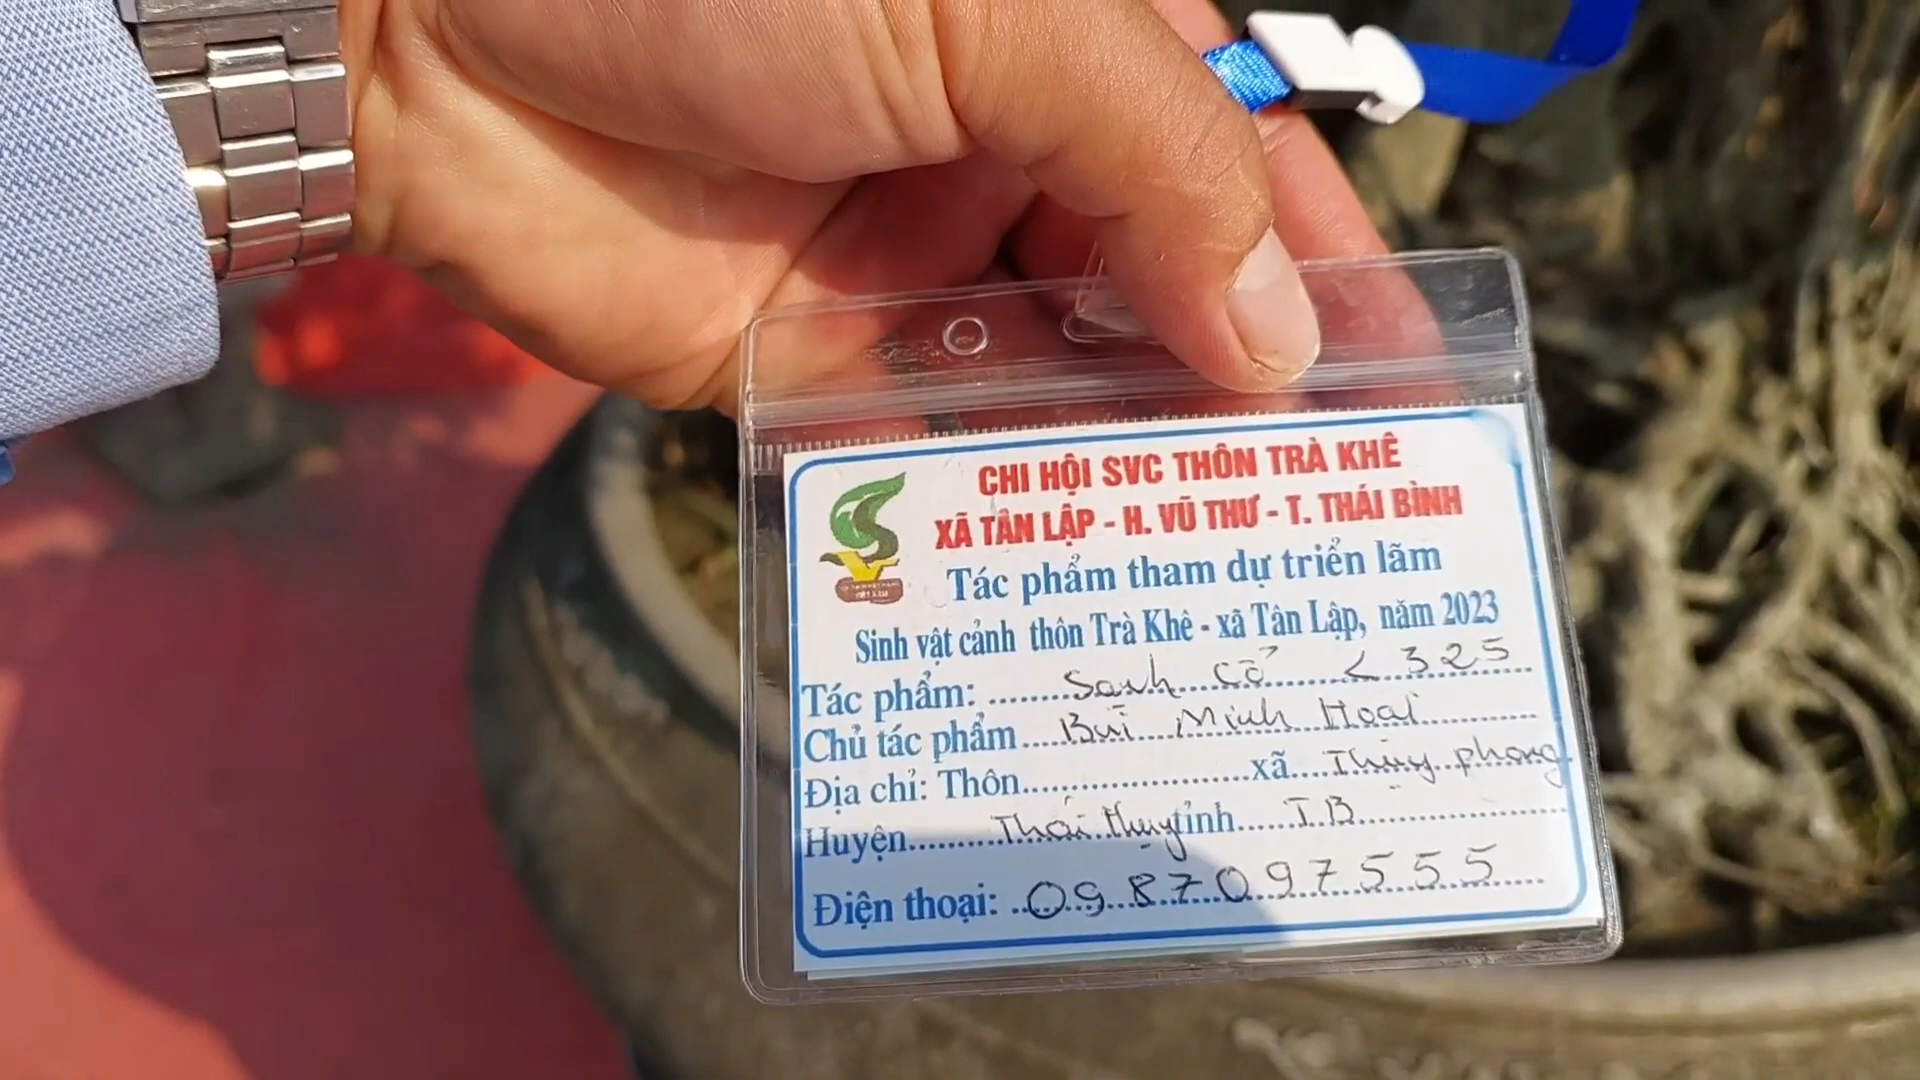 CHI HỘI SVC THÔN TRÀ KHÊ
XÃ TÂN LẬP - H. VŨ THƯ - T. THÁI BÌNH
Tác phẩm tham dự triển lãm
Sinh vật cảnh thôn Trà Khê - xã Tân Lập, năm 2023
Tác phẩm: ........Sanh....cổ........< 325
Chủ tác phẩm....Bùi...Minh Hoài............
Địa chỉ: Thôn.......................xã....Thụy phong
Huyện.........Thái Thụy tỉnh.....T.B.....................
Điện thoại: ..0987097555